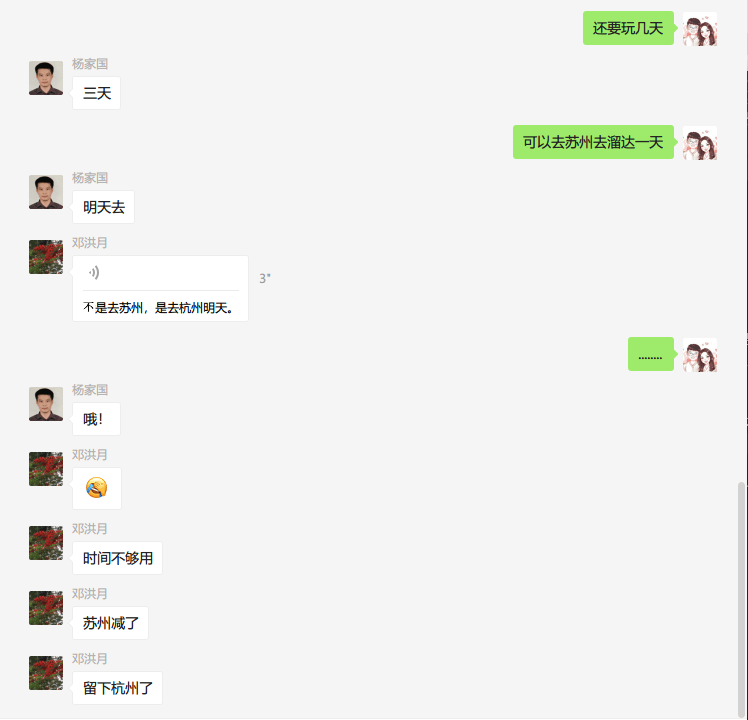 还要玩几天
杨家国
三天
可以去苏州去溜达一天
杨家国
明天去
邓洪月
3"
不是去苏州，是去杭州明天。
........
杨家国
哦！
邓洪月
邓洪月
时间不够用
邓洪月
苏州减了
邓洪月
留下杭州了